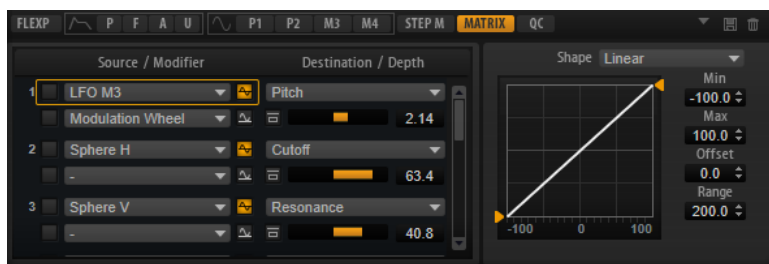 FLEXP P F A U P1 P2 M3 M4 STEP M MATRIX QC
Source / Modifier Destination / Depth Shape Linear
1 LFO M3 Pitch
Modulation Wheel 2.14
2 Sphere H Cutoff
- 63.4
3 Sphere V Resonance
- 40.8
Min
-100.0
Max
100.0
Offset
0.0
Range
200.0
-100 0 100